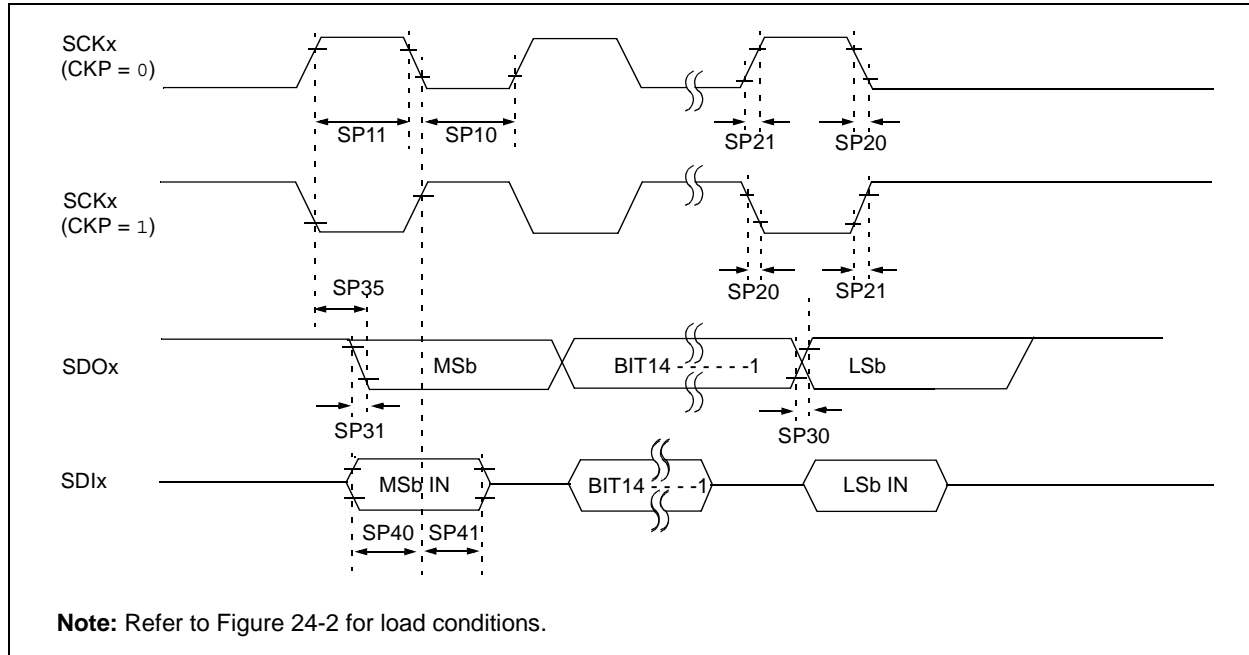 SCKx
(CKP = 0)
SP11
SP10
SP21
SP20
SCKx
(CKP = 1)
SP35
SP20
SP21
SDOx
MSb
BIT14 - - - - - -1
LSb
SP31
SP30
SDIx
MSb IN
BIT14 - - - -1
LSb IN
SP40
SP41
Note: Refer to Figure 24-2 for load conditions.